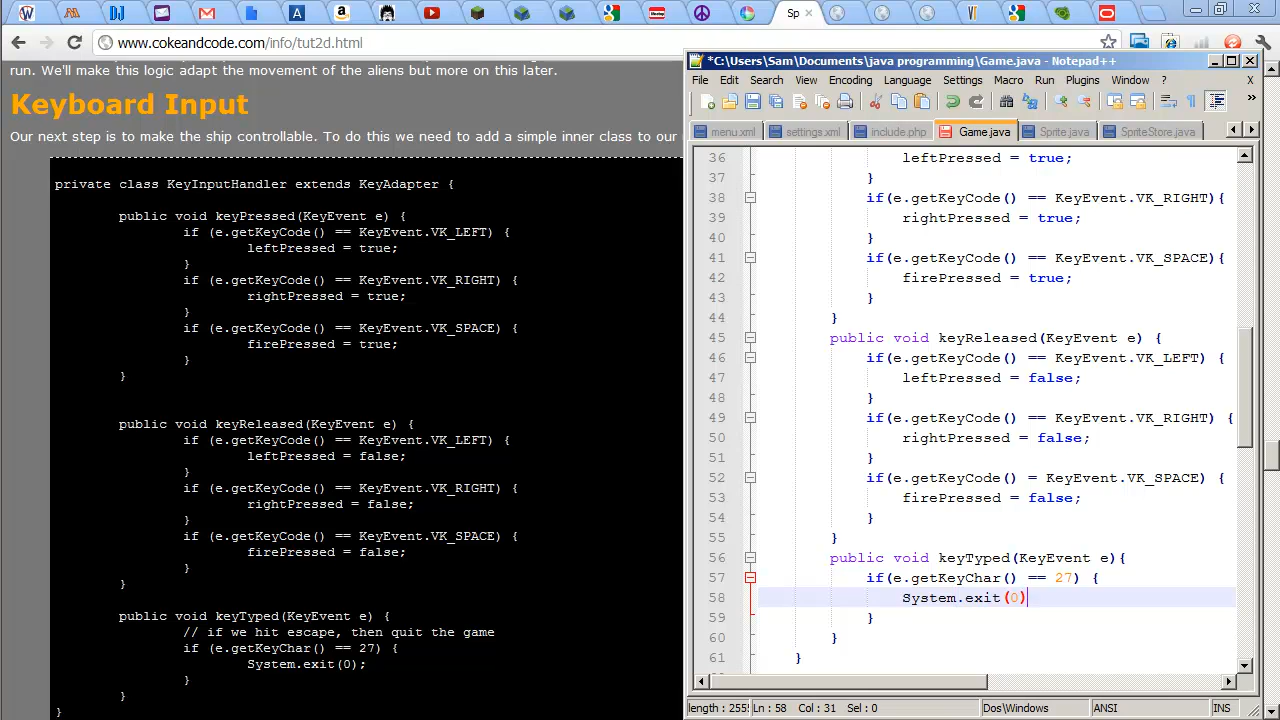 Sp
www.cokeandcode.com/info/tut2d.html
run. We'll make this logic adapt the movement of the aliens but more on this later.
Keyboard Input
Our next step is to make the ship controllable. To do this we need to add a simple inner class to our
private class KeyInputHandler extends KeyAdapter {
public void keyPressed(KeyEvent e) {
if (e.getKeyCode() == KeyEvent.VK_LEFT) {
leftPressed = true;
}
if (e.getKeyCode() == KeyEvent.VK_RIGHT) {
rightPressed = true;
}
if (e.getKeyCode() == KeyEvent.VK_SPACE) {
firePressed = true;
}
}
public void keyReleased(KeyEvent e) {
if (e.getKeyCode() == KeyEvent.VK_LEFT) {
leftPressed = false;
}
if (e.getKeyCode() == KeyEvent.VK_RIGHT) {
rightPressed = false;
}
if (e.getKeyCode() == KeyEvent.VK_SPACE) {
firePressed = false;
}
}
public void keyTyped(KeyEvent e) {
// if we hit escape, then quit the game
if (e.getKeyChar() == 27) {
System.exit(0);
}
}
}
*C:\Users\Sam\Documents\java programming\Game.java - Notepad++
File Edit Search View Encoding Language Settings Macro Run Plugins Window ? X
menu.xml settings.xml include.php Game.java Sprite.java SpriteStore.java
36 leftPressed = true;
37 }
38 if(e.getKeyCode() == KeyEvent.VK_RIGHT){
39 rightPressed = true;
40 }
41 if(e.getKeyCode() == KeyEvent.VK_SPACE){
42 firePressed = true;
43 }
44 }
45 public void keyReleased(KeyEvent e) {
46 if(e.getKeyCode() == KeyEvent.VK_LEFT) {
47 leftPressed = false;
48 }
49 if(e.getKeyCode() == KeyEvent.VK_RIGHT) {
50 rightPressed = false;
51 }
52 if(e.getKeyCode() = KeyEvent.VK_SPACE) {
53 firePressed = false;
54 }
55 }
56 public void keyTyped(KeyEvent e){
57 if(e.getKeyChar() == 27) {
58 System.exit(0)
59 }
60 }
61 }
length : 255 Ln : 58 Col : 31 Sel : 0 Dos\Windows ANSI INS